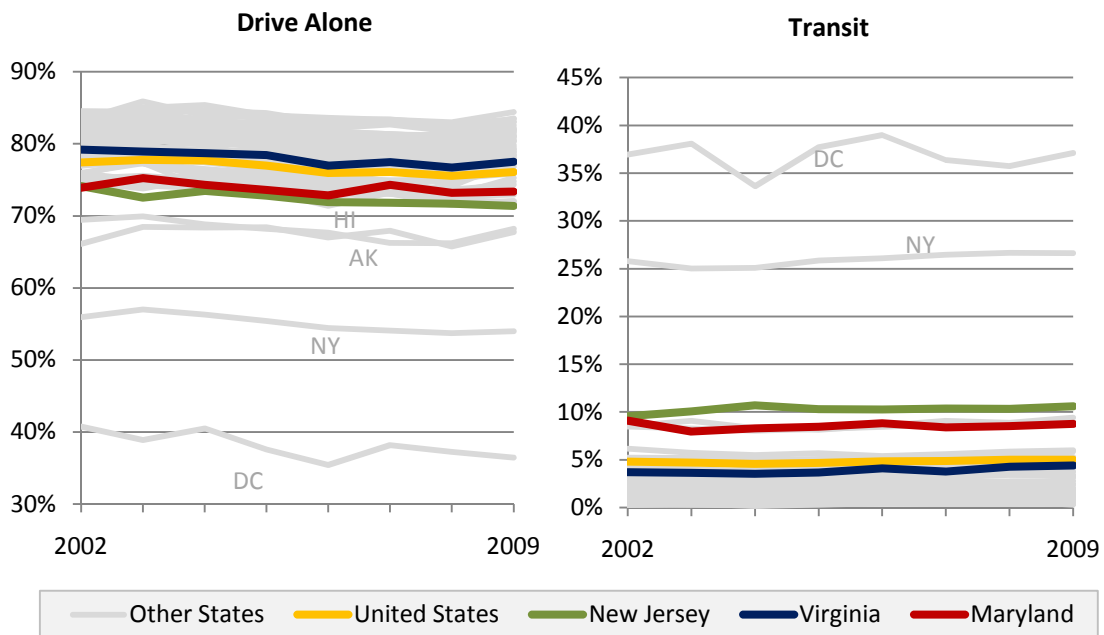 Drive Alone
90%
80%
70%
60%
50%
40%
30%
HI
AK
NY
DC
2002
2009
Transit
45%
40%
35%
30%
25%
20%
15%
10%
5%
0%
DC
NY
2002
2009
Other States
United States
New Jersey
Virginia
Maryland